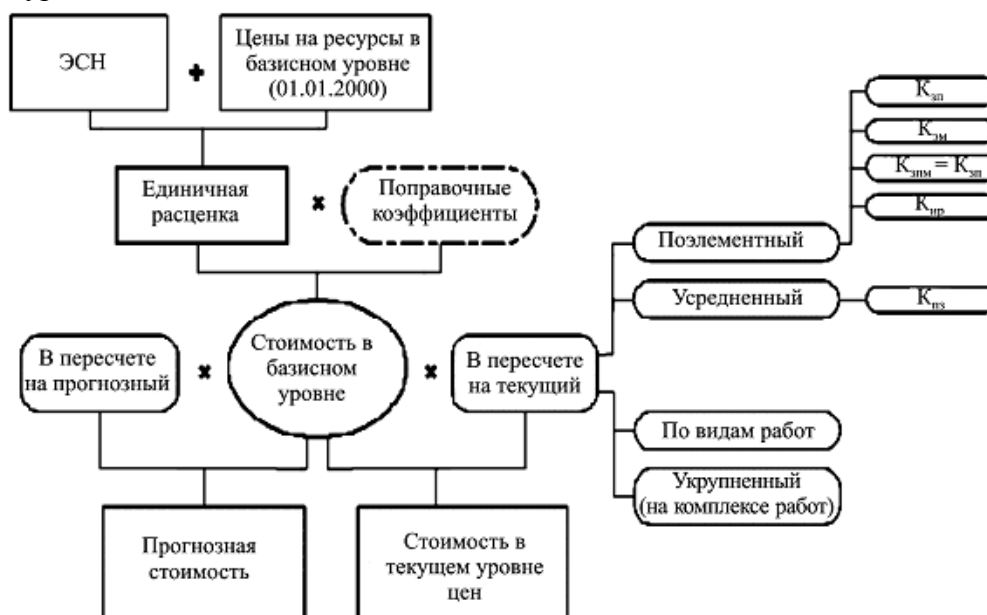 ЭСН
Цены на ресурсы в
базисном уровне
(01.01.2000)
Единичная
расценка
Поправочные
коэффициенты
Стоимость в
базисном
уровне
В пересчете
на прогнозный
В пересчете
на текущий
Прогнозная
стоимость
Стоимость в
текущем уровне
цен
Поэлементный
Усредненный
По видам работ
Укрупненный
(на комплексе работ)
Кзп
Кэм
Кзпм = Кзп
Кпз